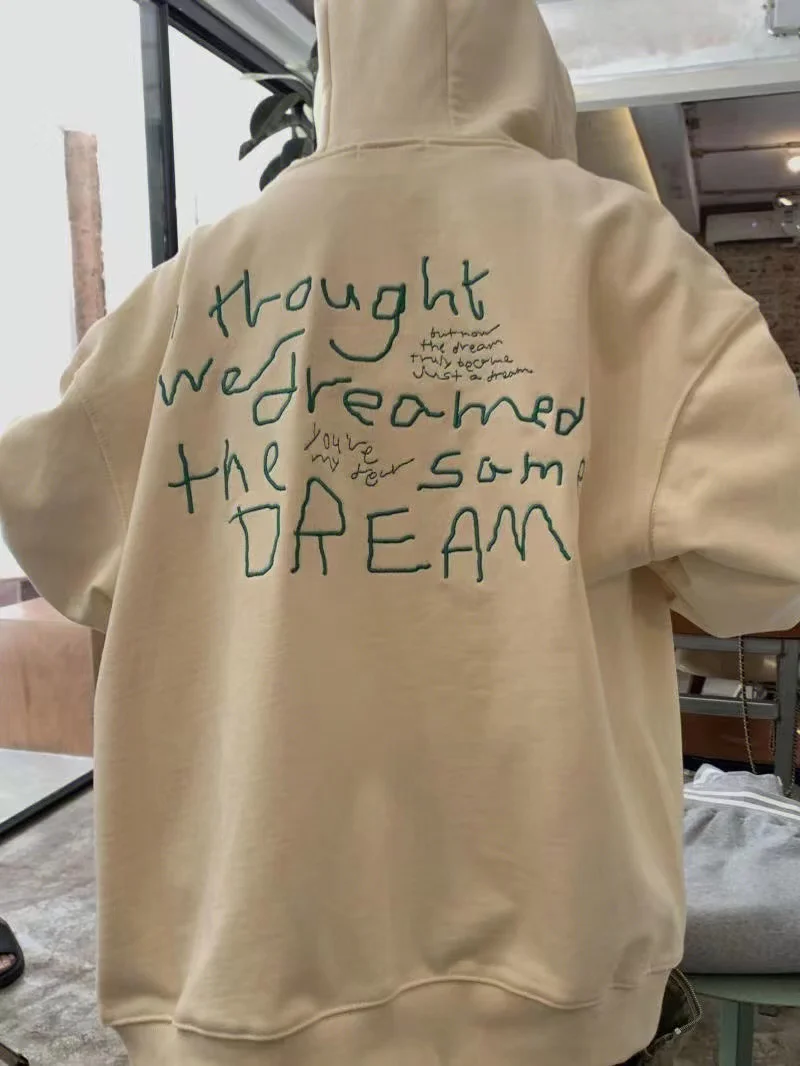 I thought
but now
the dream
truly become
just a dream
we dreamed
the same
you're
my dear
DREAM